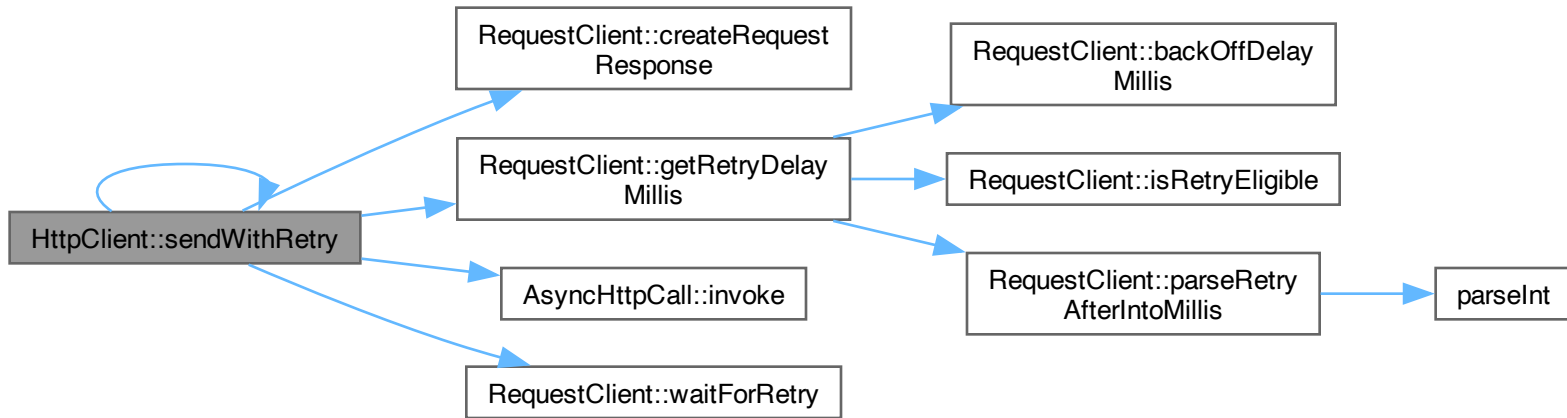 HttpClient::sendWithRetry
RequestClient::createRequest
Response
RequestClient::getRetryDelay
Millis
AsyncHttpCall::invoke
RequestClient::waitForRetry
RequestClient::backOffDelay
Millis
RequestClient::isRetryEligible
RequestClient::parseRetry
AfterIntoMillis
parseInt